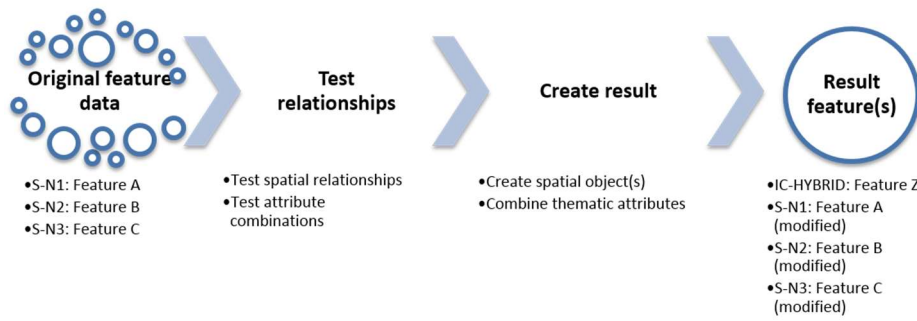 Original feature
data
Test
relationships
Create result
Result
feature(s)
•S-N1: Feature A
•S-N2: Feature B
•S-N3: Feature C
•Test spatial relationships
•Test attribute
combinations
•Create spatial object(s)
•Combine thematic attributes
•IC-HYBRID: Feature Z
•S-N1: Feature A
(modified)
•S-N2: Feature B
(modified)
•S-N3: Feature C
(modified)